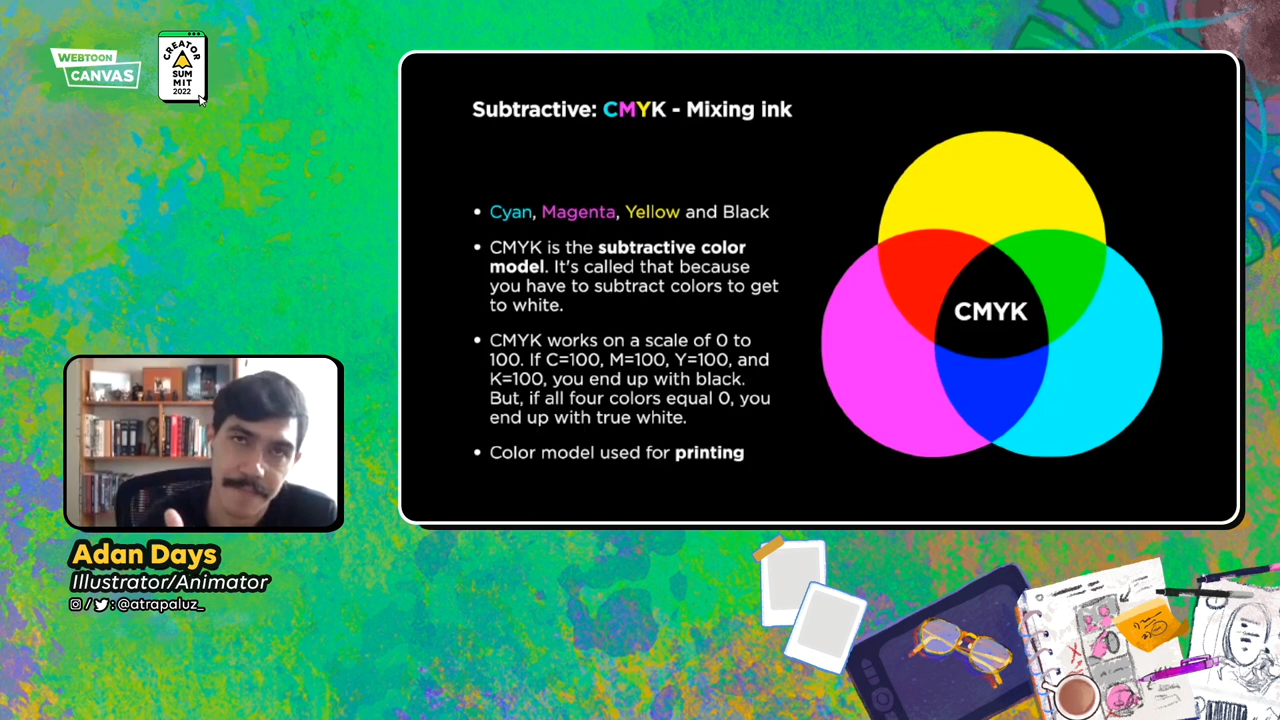 WEBTOON
CANVAS
CREATOR
SUM
MIT
2022
Subtractive: CMYK - Mixing ink
• Cyan, Magenta, Yellow and Black
• CMYK is the subtractive color
model. It's called that because
you have to subtract colors to get
to white.
• CMYK works on a scale of 0 to
100. If C=100, M=100, Y=100, and
K=100, you end up with black.
But, if all four colors equal 0, you
end up with true white.
• Color model used for printing
CMYK
Adan Days
Illustrator/Animator
/ : @atrapaluz_